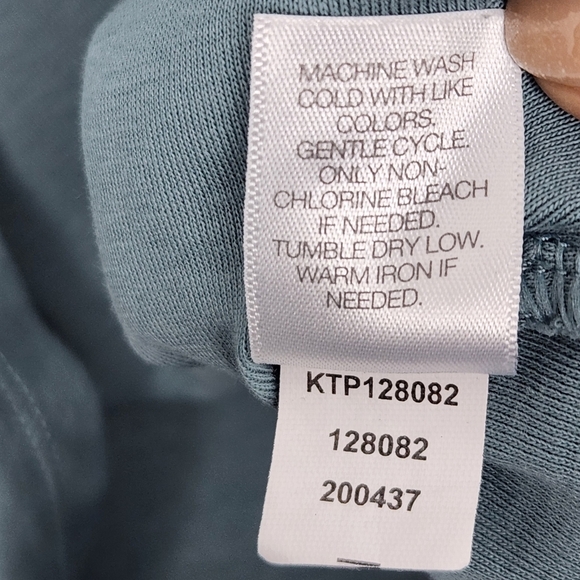 MACHINE WASH
COLD WITH LIKE
COLORS.
GENTLE CYCLE.
ONLY NON-
CHLORINE BLEACH
IF NEEDED.
TUMBLE DRY LOW.
WARM IRON IF
NEEDED.
KTP128082
128082
200437